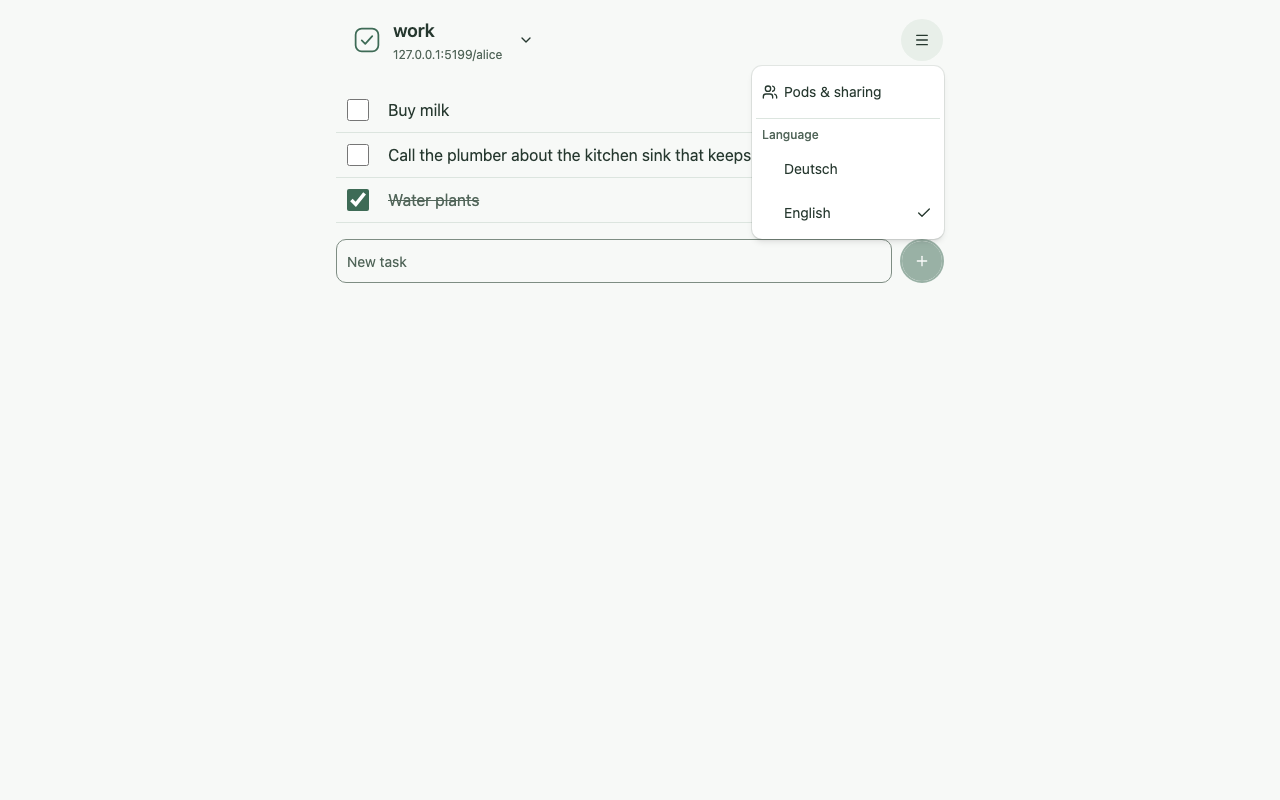 work
127.0.0.1:5199/alice
Pods & sharing
Language
Deutsch
English
Buy milk
Call the plumber about the kitchen sink that keeps
Water plants
New task